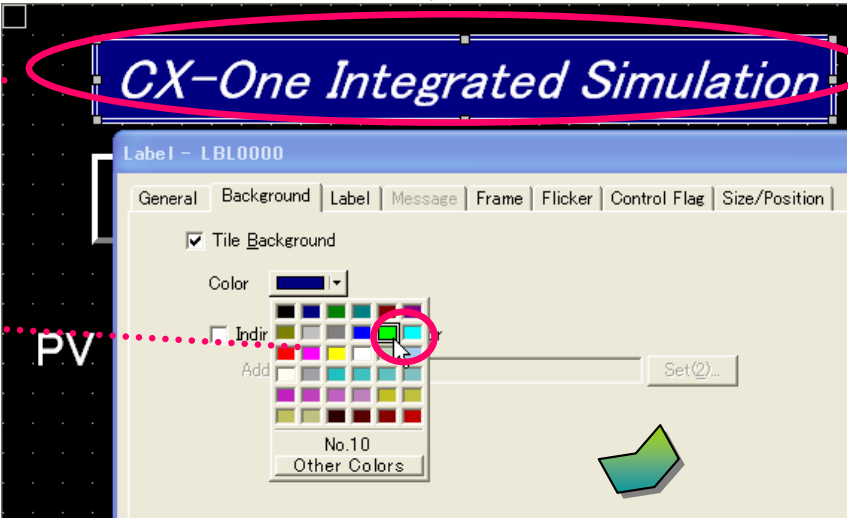 CX-One Integrated Simulation
Label - LBL0000
General Background Label Message Frame Flicker Control Flag Size/Position
Tile Background
Color
Indir r
PV
Add Set(2)...
No.10
Other Colors